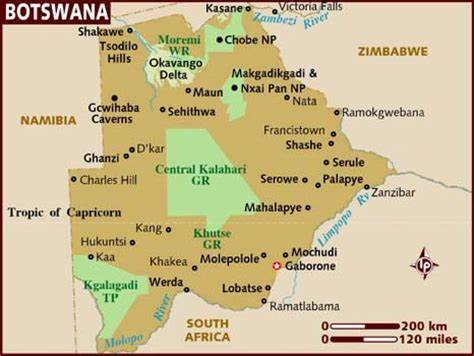 BOTSWANA
Kasane
Victoria Falls
Zambezi
River
Shakawe
Tsodilo
Hills
Moremi
WR
Chobe NP
ZIMBABWE
Okavango
Delta
Makgadikgadi &
Nxai Pan NP
Maun
Gcwihaba
Caverns
Sehithwa
Nata
Ramokgwebana
NAMIBIA
Francistown
D'kar
Shashe
Ghanzi
Serule
Central Kalahari
GR
Charles Hill
Serowe
Palapye
Zanzibar
Mahalapye
Tropic of Capricorn
Limpopo Rv
Kang
Khutse
GR
Hukuntsi
Kaa
Khakea
Molepolole
Mochudi
Gaborone
Kgalagadi
TP
Werda
Lobatse
LP
Ramatlabama
Molopo River
SOUTH
AFRICA
0 200 km
0 120 miles